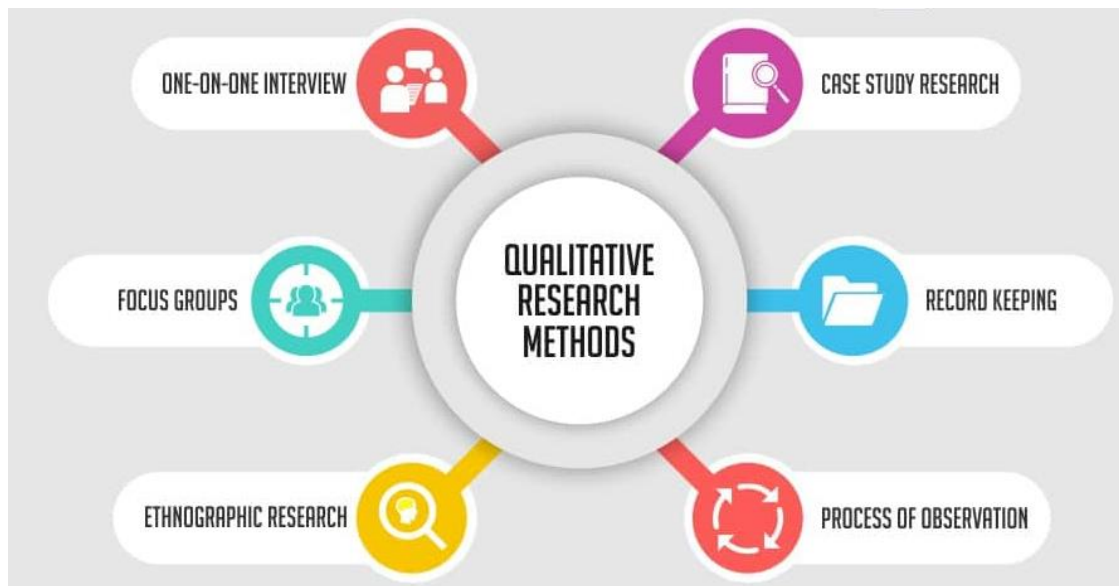 ONE-ON-ONE INTERVIEW
CASE STUDY RESEARCH
FOCUS GROUPS
QUALITATIVE
RESEARCH
METHODS
RECORD KEEPING
ETHNOGRAPHIC RESEARCH
PROCESS OF OBSERVATION